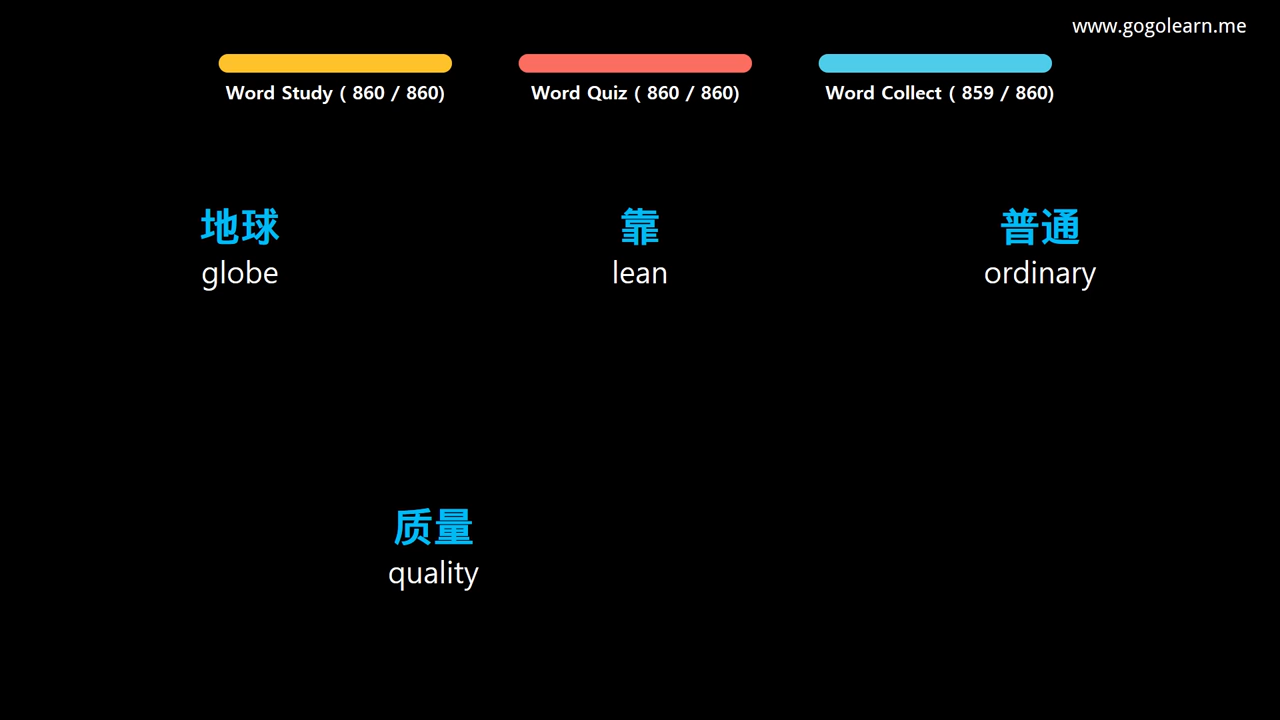 www.gogolearn.me
Word Study ( 860 / 860)
Word Quiz ( 860 / 860)
Word Collect ( 859 / 860)
地球
globe
靠
lean
普通
ordinary
质量
quality